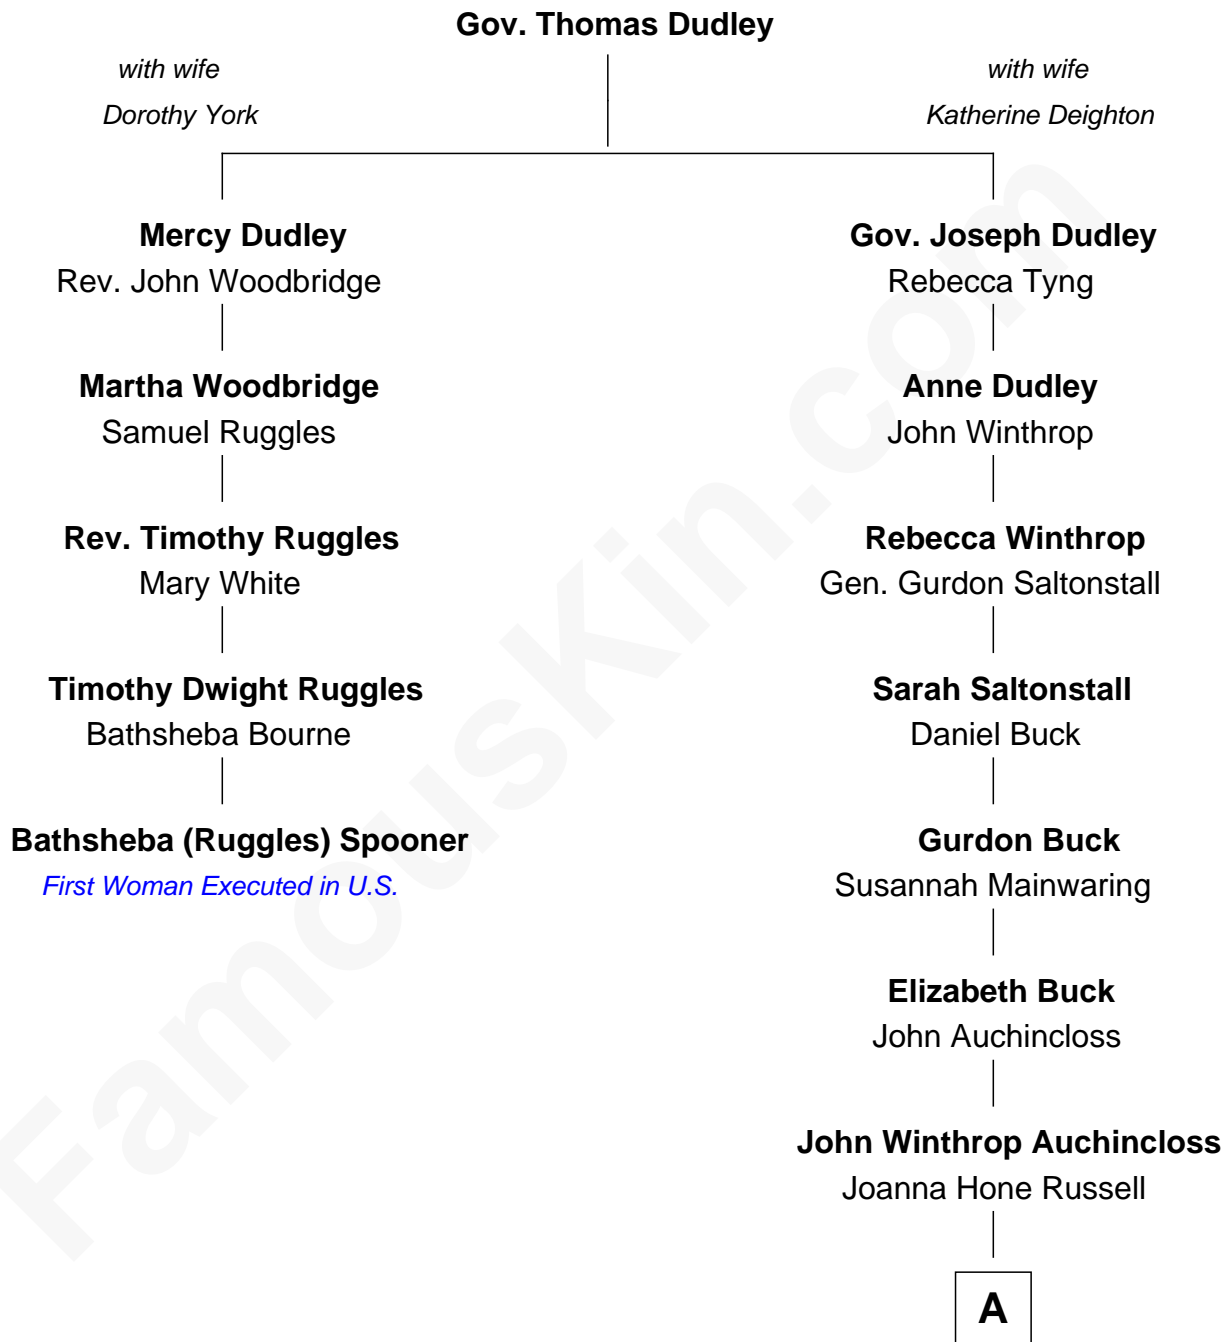 Gov. Thomas Dudley
with wife
Dorothy York
with wife
Katherine Deighton
Mercy Dudley
Rev. John Woodbridge
Martha Woodbridge
Samuel Ruggles
Rev. Timothy Ruggles
Mary White
Timothy Dwight Ruggles
Bathsheba Bourne
Bathsheba (Ruggles) Spooner
First Woman Executed in U.S.
Gov. Joseph Dudley
Rebecca Tyng
Anne Dudley
John Winthrop
Rebecca Winthrop
Gen. Gurdon Saltonstall
Sarah Saltonstall
Daniel Buck
Gurdon Buck
Susannah Mainwaring
Elizabeth Buck
John Auchincloss
John Winthrop Auchincloss
Joanna Hone Russell
A
FamousKin.com